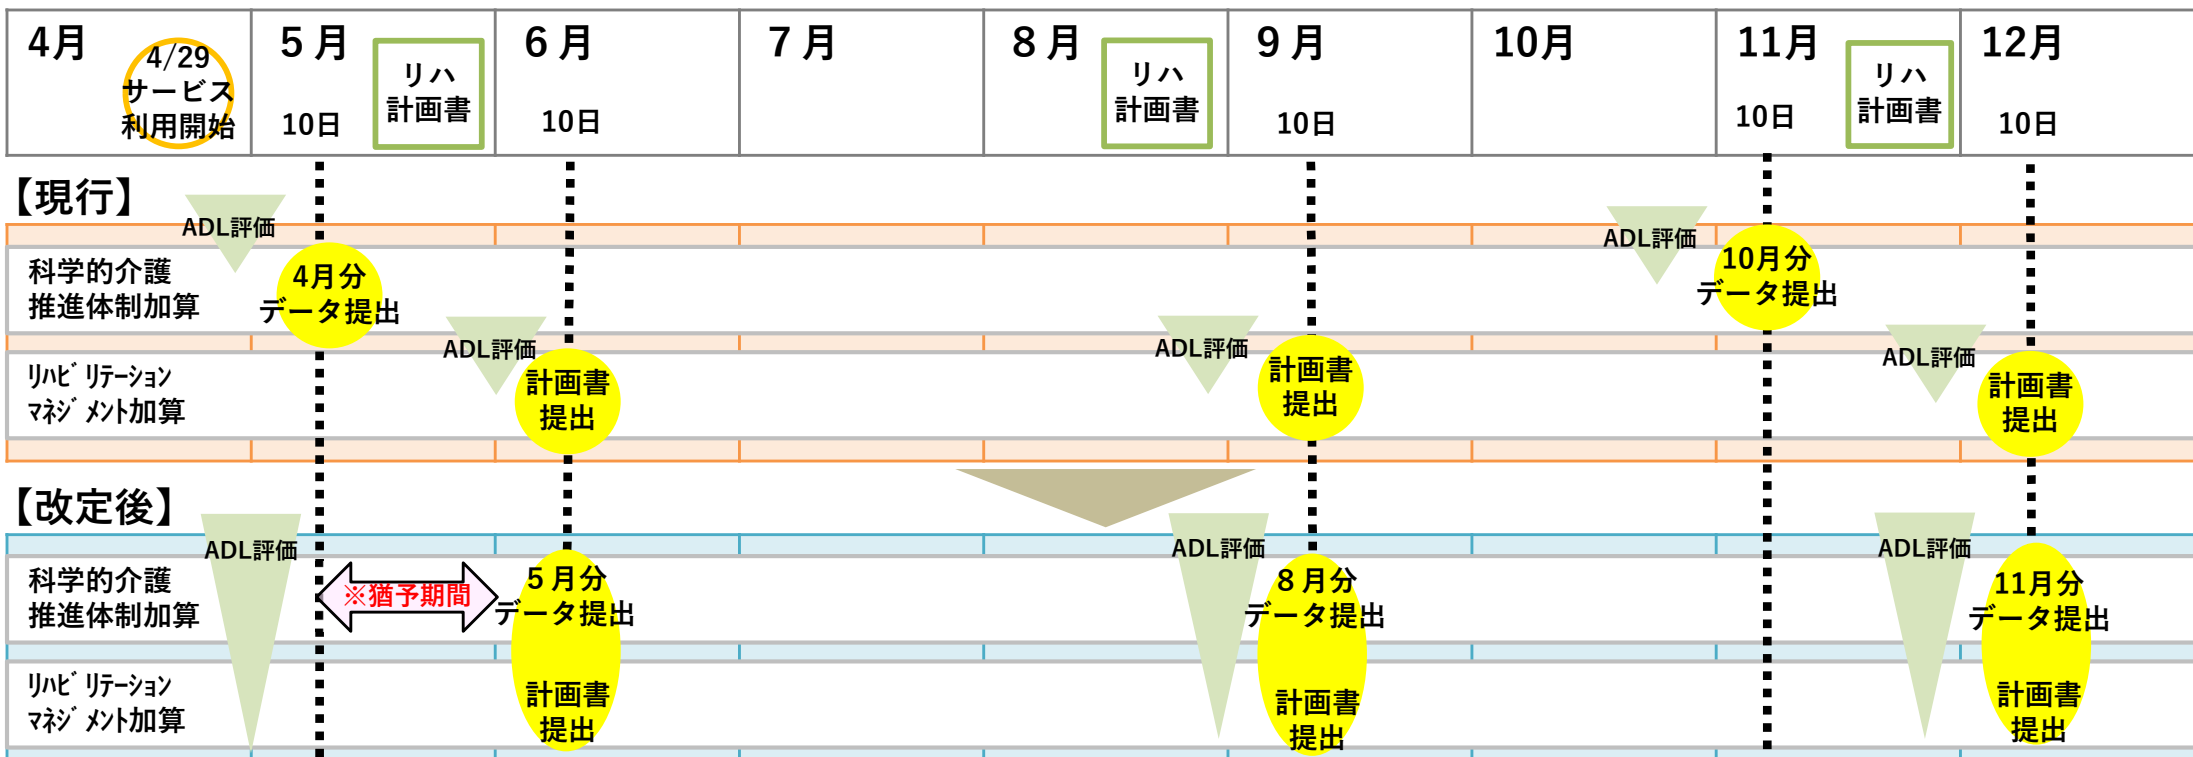 4月
4/29
サービス
利用開始
5月
10日
リハ
計画書
6月
10日
7月
8月
リハ
計画書
9月
10日
10月
11月
10日
リハ
計画書
12月
10日
【現行】
ADL評価
ADL評価
科学的介護
推進体制加算
4月分
データ提出
10月分
データ提出
ADL評価
ADL評価
ADL評価
リハビリテーション
マネジメント加算
計画書
提出
計画書
提出
計画書
提出
【改定後】
ADL評価
ADL評価
ADL評価
科学的介護
推進体制加算
※猶予期間
5月分
データ提出
8月分
データ提出
11月分
データ提出
リハビリテーション
マネジメント加算
計画書
提出
計画書
提出
計画書
提出